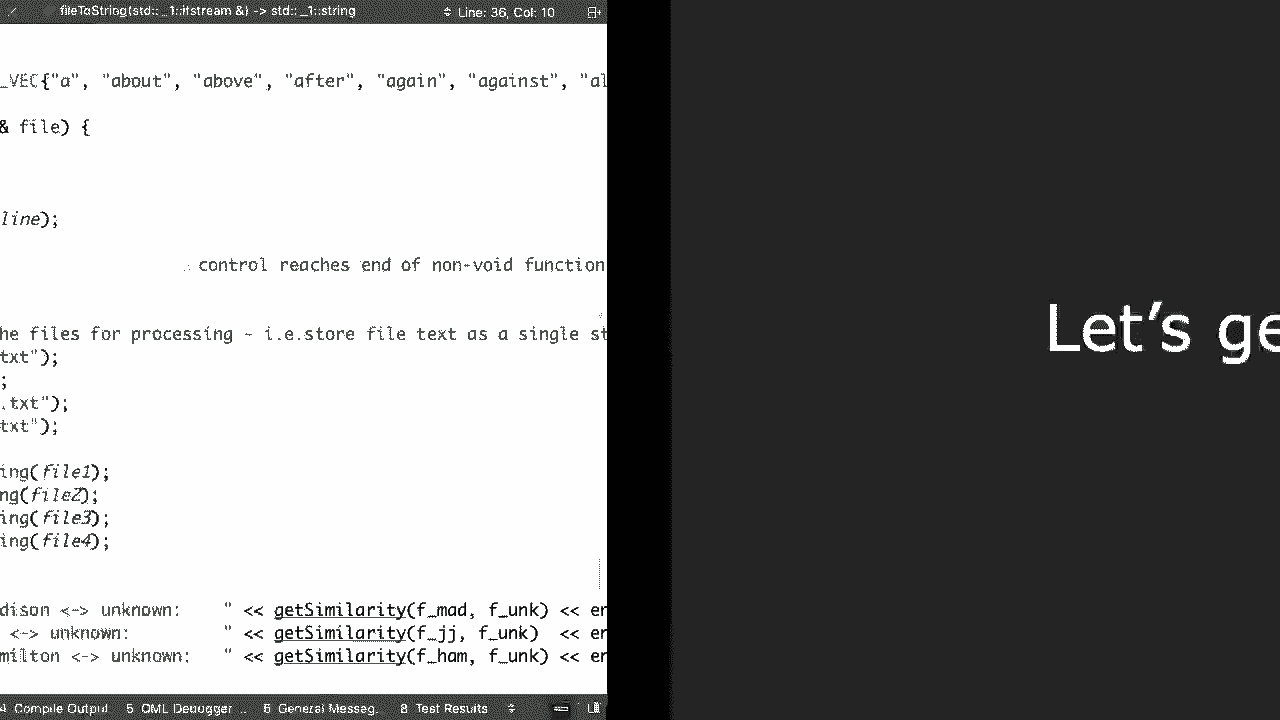 fileToString(std::__1::ifstream &) -> std::__1::string
Line: 36, Col: 10
_VEC{"a", "about", "above", "after", "again", "against", "al
& file) {
line);
control reaches end of non-void function
he files for processing - i.e.store file text as a single st
txt");
;
.txt");
txt");
ing(file1);
ng(file2);
ing(file3);
ing(file4);
dison <-> unknown: " << getSimilarity(f_mad, f_unk) << en
<-> unknown: " << getSimilarity(f_jj, f_unk) << en
milton <-> unknown: " << getSimilarity(f_ham, f_unk) << en
4 Compile Output 5 QML Debugger .. 6 General Messag. 8 Test Results
Let's ge